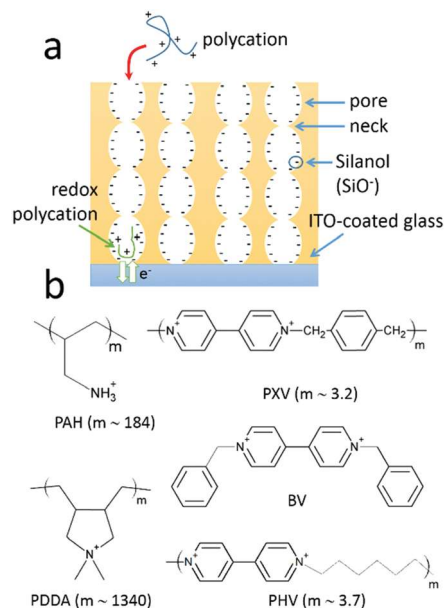 a
polycation
pore
neck
Silanol
(SiO⁻)
redox
polycation
ITO-coated glass
e⁻
b
m
NH₃⁺
PAH (m ~ 184)
N⁺
N⁺
CH₂
CH₂
m
PXV (m ~ 3.2)
N⁺
N⁺
BV
m
N⁺
PDDA (m ~ 1340)
N⁺
N⁺
m
PHV (m ~ 3.7)